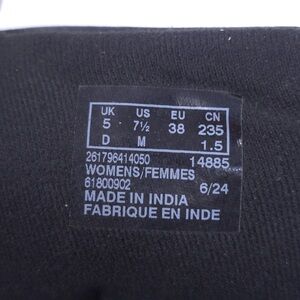 UK US EU CN
5 7½ 38 235
D M 1.5
261796414050 14885
WOMENS/FEMMES
61800902 6/24
MADE IN INDIA
FABRIQUE EN INDE